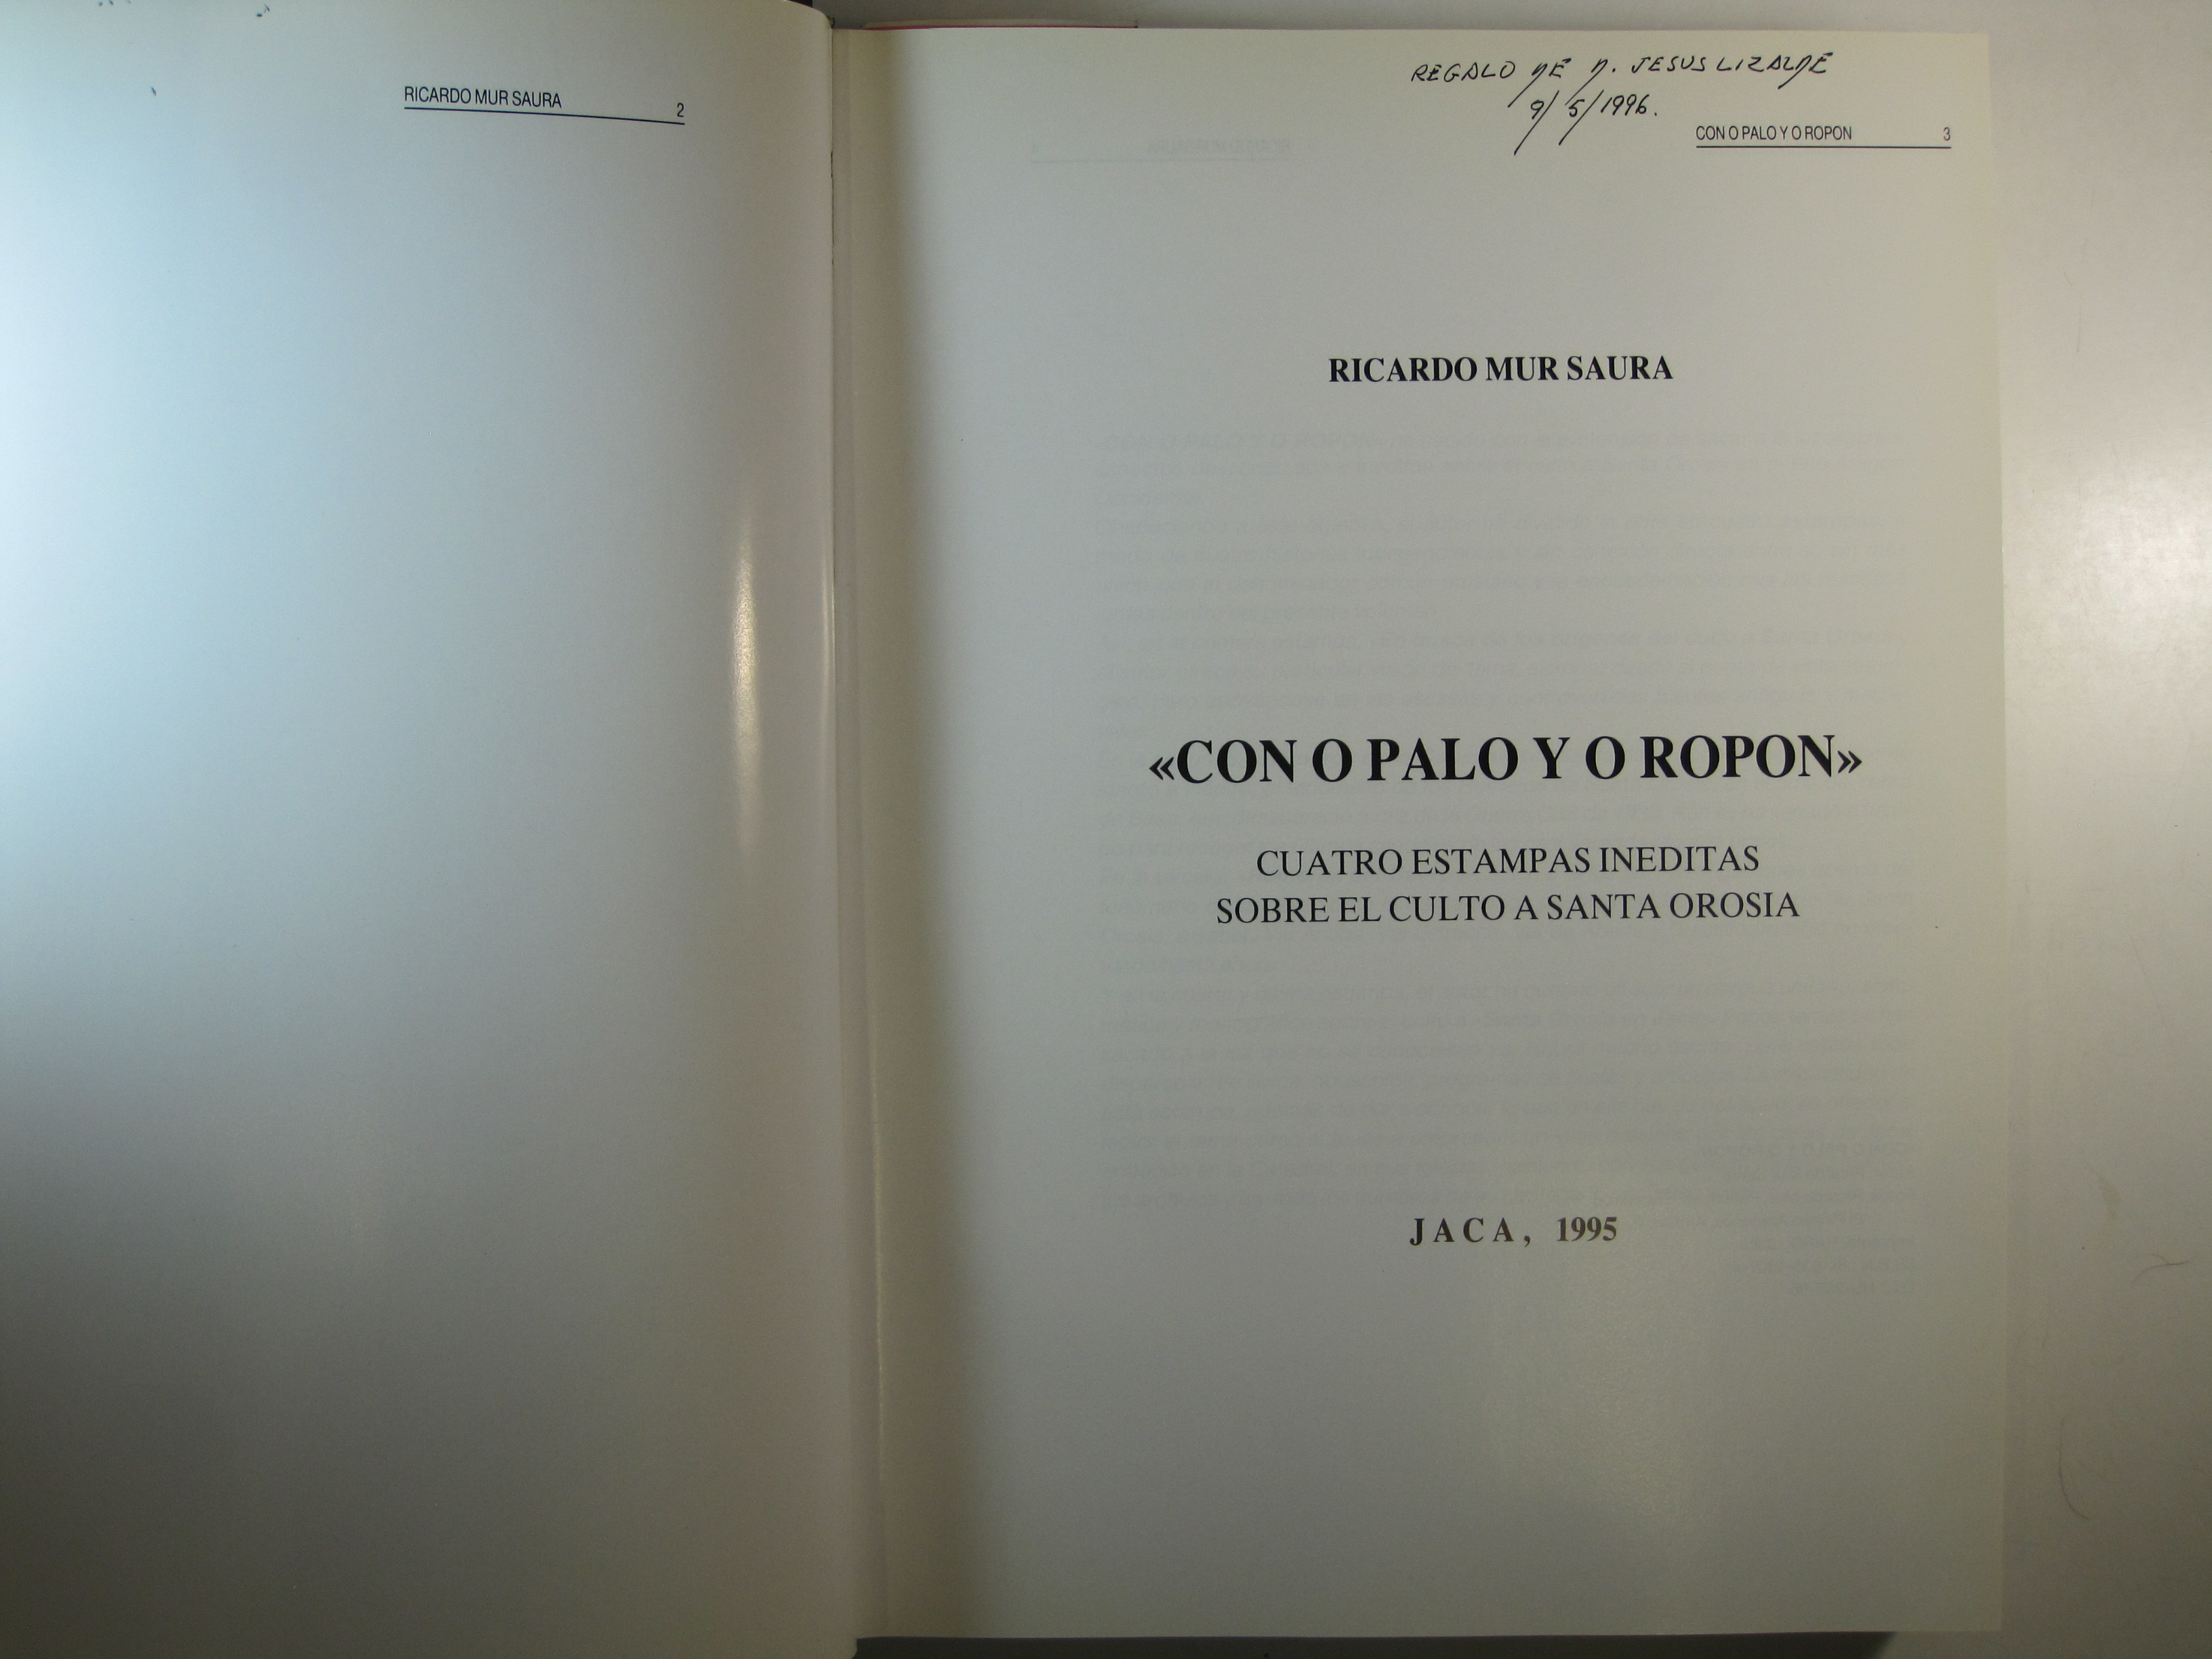 RICARDO MUR SAURA 2
REGALO DE D. JESUS LIZALDE
9/5/1996.
CON O PALO Y O ROPON 3
RICARDO MUR SAURA
«CON O PALO Y O ROPON»
CUATRO ESTAMPAS INEDITAS
SOBRE EL CULTO A SANTA OROSIA
JACA, 1995